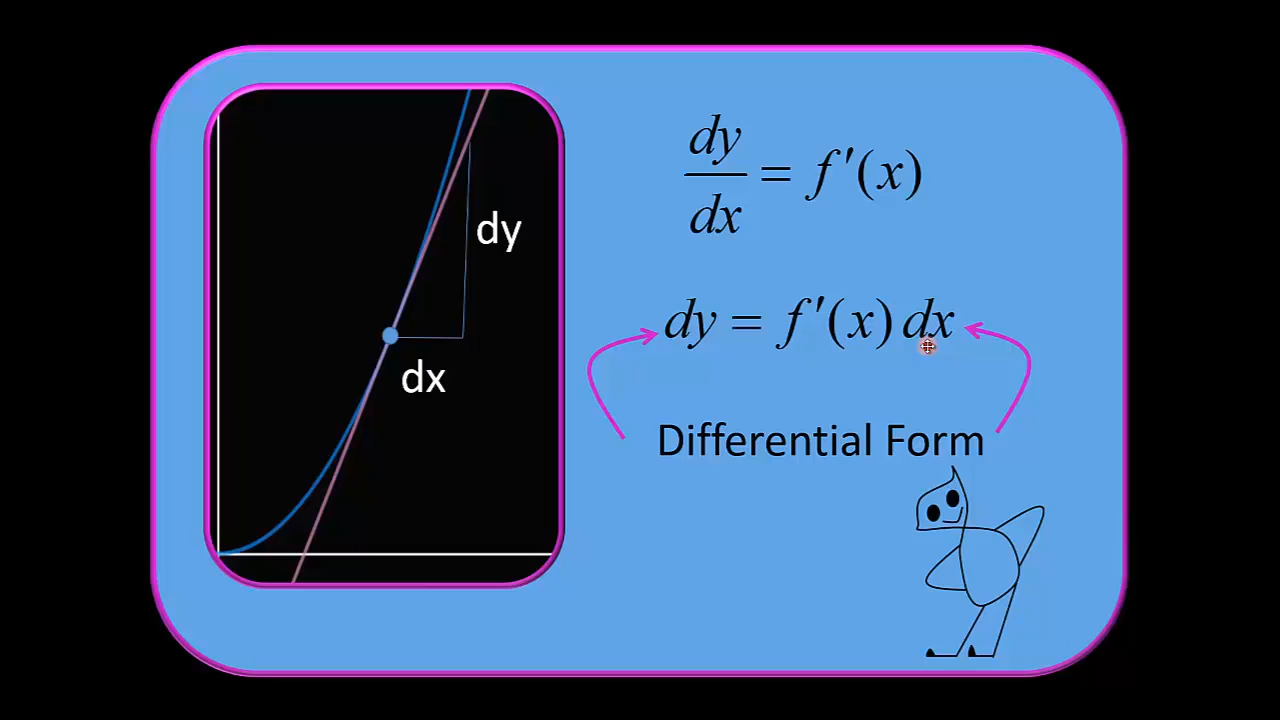 dy
dx
dy/dx = f′(x)
dy = f′(x) dx
Differential Form